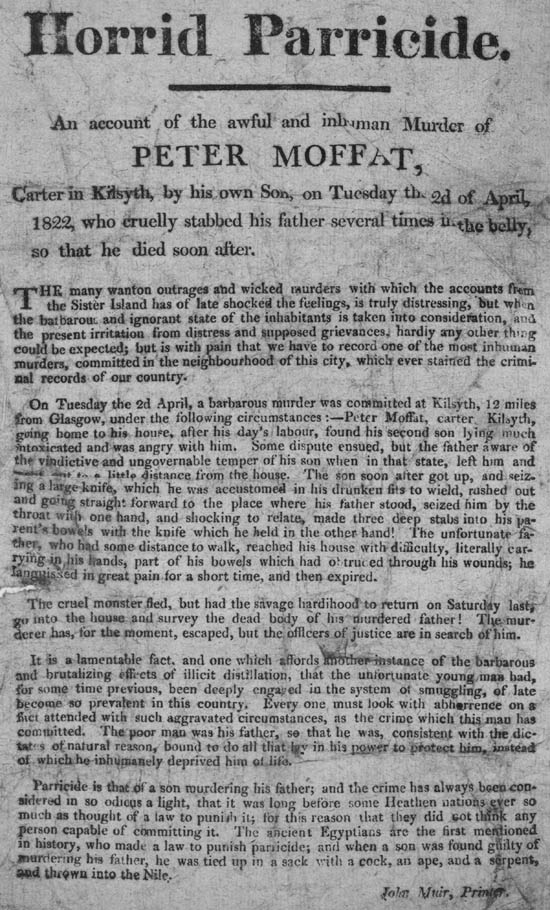 Horrid Parricide.
An account of the awful and inhuman Murder of
PETER MOFFAT,
Carter in Kilsyth, by his own Son, on Tuesday th 2d of April,
1822, who cruelly stabbed his father several times in the belly,
so that he died soon after.
THE many wanton outrages and wicked murders with which the accounts from
the Sister Island has of late shocked the feelings, is truly distressing, but when
the barbarous and ignorant state of the inhabitants is taken into consideration, and
the present irritation from distress and supposed grievances, hardly any other thing
could be expected; but is with pain that we have to record one of the most inhuman
murders, committed in the neighbourhood of this city, which ever stained the crimi-
nal records of our country.
On Tuesday the 2d April, a barbarous murder was committed at Kilsyth, 12 miles
from Glasgow, under the following circumstances:—Peter Moffat, carter Kilsyth,
going home to his house, after his day's labour, found his second son lying much
intoxicated and was angry with him. Some dispute ensued, but the father aware of
the vindictive and ungovernable temper of his son when in that state, left him and
a little distance from the house. The son soon after got up, and seiz-
ing a large knife, which he was accustomed in his drunken fits to wield, rushed out
and going straight forward to the place where his father stood, seized him by the
throat with one hand, and shocking to relate, made three deep stabs into his pa-
rent's bowels with the knife which he held in the other hand! The unfortunate fa-
ther, who had some distance to walk, reached his house with difficulty, literally car-
rying in his hands, part of his bowels which had obtruded through his wounds; he
languissed in great pain for a short time, and then expired.
The cruel monster fled, but had the savage hardihood to return on Saturday last,
go into the house and survey the dead body of his murdered father! The mur-
derer has, for the moment, escaped, but the officers of justice are in search of him.
It is a lamentable fact, and one which affords another instance of the barbarous
and brutalizing effects of illicit distillation, that the unfortunate young man had,
for some time previous, been deeply engaged in the system of smuggling, of late
become so prevalent in this country. Every one must look with abhorrence on a
fact attended with such aggravated circumstances, as the crime which this man has
committed. The poor man was his father, so that he was, consistent with the dic-
tates of natural reason, bound to do all that lay in his power to protect him, instead
of which he inhumanely deprived him of life.
Parricide is that of a son murdering his father; and the crime has always been con-
sidered in so odious a light, that it was long before some Heathen nations ever so
much as thought of a law to punish it; for this reason that they did not think any
person capable of committing it. The ancient Egyptians are the first mentioned
in history, who made a law to punish parricide; and when a son was found guilty of
murdering his father, he was tied up in a sack with a cock, an ape, and a serpent,
and thrown into the Nile.
John Muir, Printer.